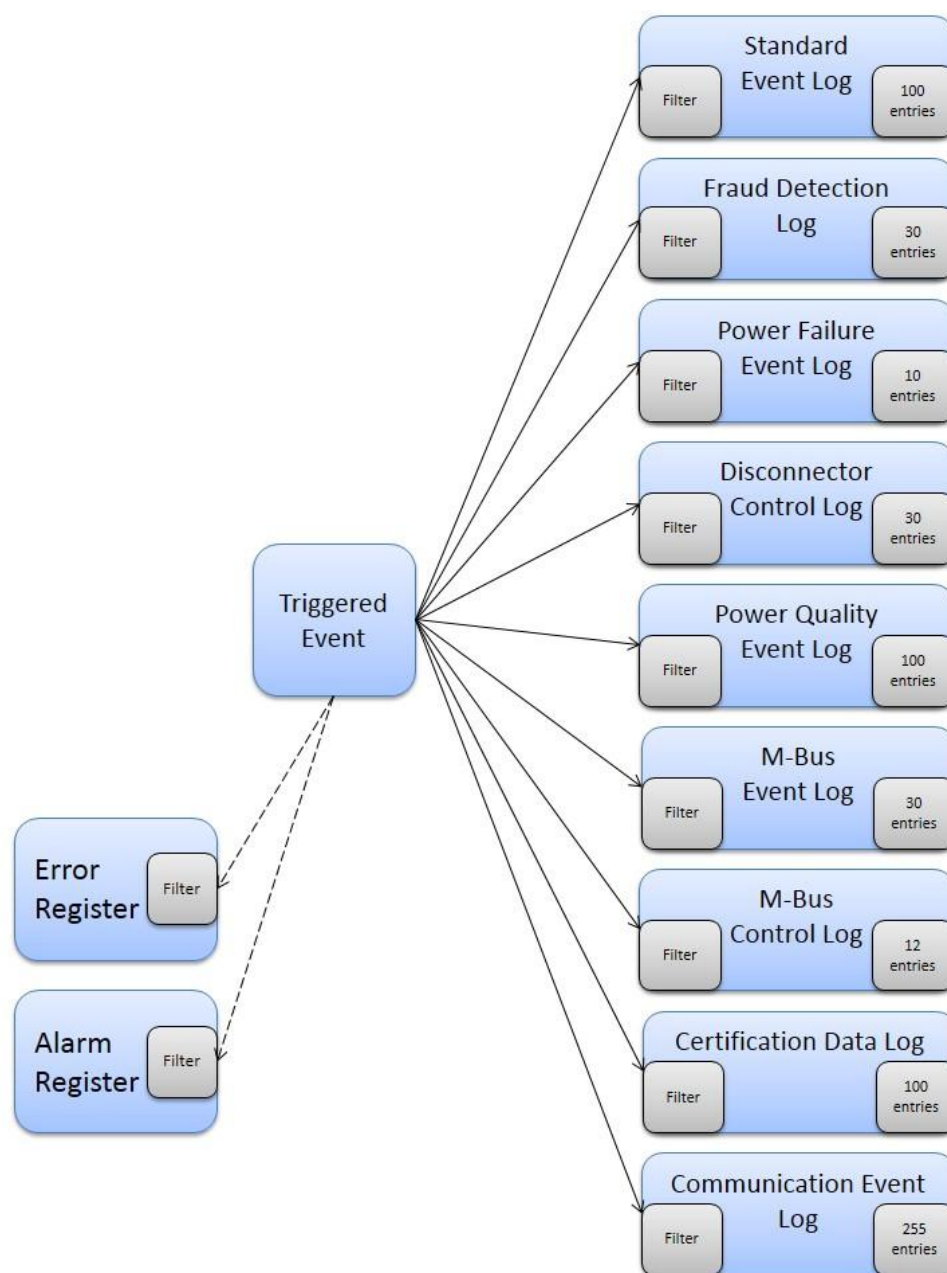 Standard
Event Log
Filter
100
entries
Fraud Detection
Log
Filter
30
entries
Power Failure
Event Log
Filter
10
entries
Disconnector
Control Log
Filter
30
entries
Triggered
Event
Power Quality
Event Log
Filter
100
entries
M-Bus
Event Log
Filter
30
entries
Error
Register
Filter
M-Bus
Control Log
Filter
12
entries
Alarm
Register
Filter
Certification Data Log
Filter
100
entries
Communication Event
Log
Filter
255
entries